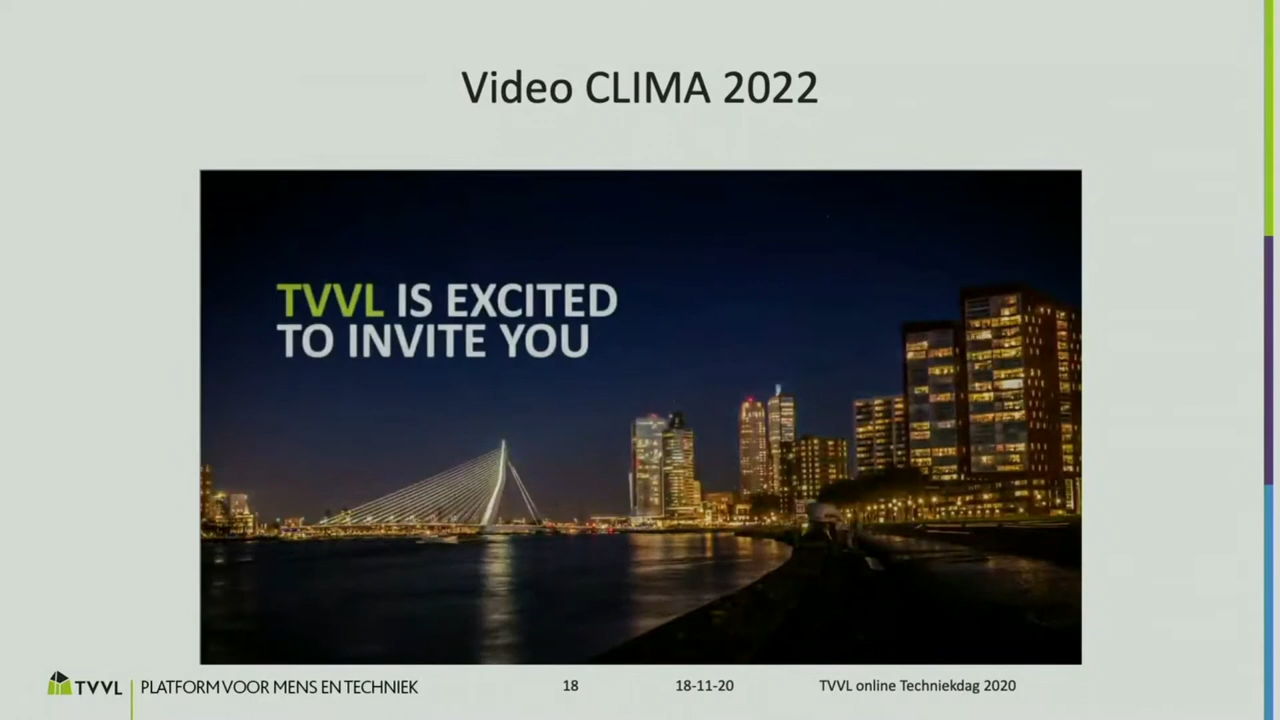 Video CLIMA 2022
TVVL IS EXCITED
TO INVITE YOU
TVVL PLATFORM VOOR MENS EN TECHNIEK 18 18-11-20 TVVL online Techniekdag 2020